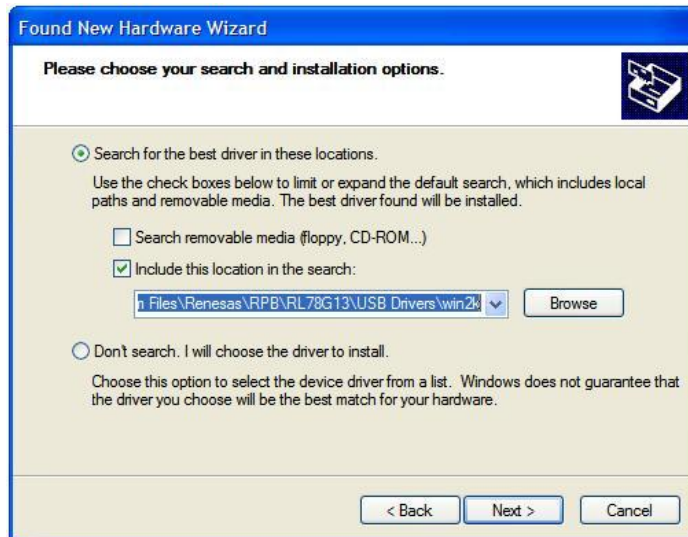 Found New Hardware Wizard
Please choose your search and installation options.
Search for the best driver in these locations.
Use the check boxes below to limit or expand the default search, which includes local
paths and removable media. The best driver found will be installed.
Search removable media (floppy, CD-ROM...)
Include this location in the search:
n Files\Renesas\RPB\RL78G13\USB Drivers\win2k
Browse
Don't search. I will choose the driver to install.
Choose this option to select the device driver from a list. Windows does not guarantee that
the driver you choose will be the best match for your hardware.
< Back
Next >
Cancel